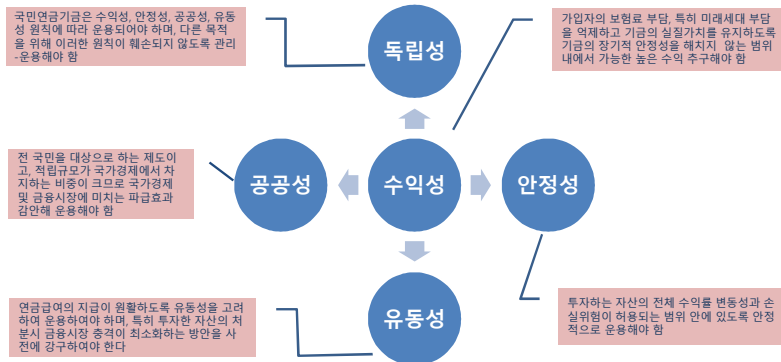 국민연금기금은 수익성, 안정성, 공공성, 유동
성 원칙에 따라 운용되어야 하며, 다른 목적
을 위해 이러한 원칙이 훼손되지 않도록 관리
-운용해야 함
독립성
가입자의 보험료 부담, 특히 미래세대 부담
을 억제하고 기금의 실질가치를 유지하도록
기금의 장기적 안정성을 해치지 않는 범위
내에서 가능한 높은 수익 추구해야 함
전 국민을 대상으로 하는 제도이
고, 적립규모가 국가경제에서 차
지하는 비중이 크므로 국가경제
및 금융시장에 미치는 파급효과
감안해 운용해야 함
공공성
수익성
안정성
연금급여의 지급이 원활하도록 유동성을 고려
하여 운용하여야 하며, 특히 투자한 자산의 처
분시 금융시장 충격이 최소화하는 방안을 사
전에 강구하여야 한다
유동성
투자하는 자산의 전체 수익률 변동성과 손
실위험이 허용되는 범위 안에 있도록 안정
적으로 운용해야 함